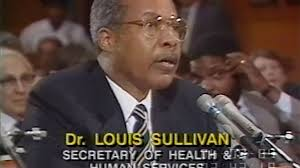 Dr. LOUIS SULLIVAN
SECRETARY OF HEALTH &
HUMAN SERVICES